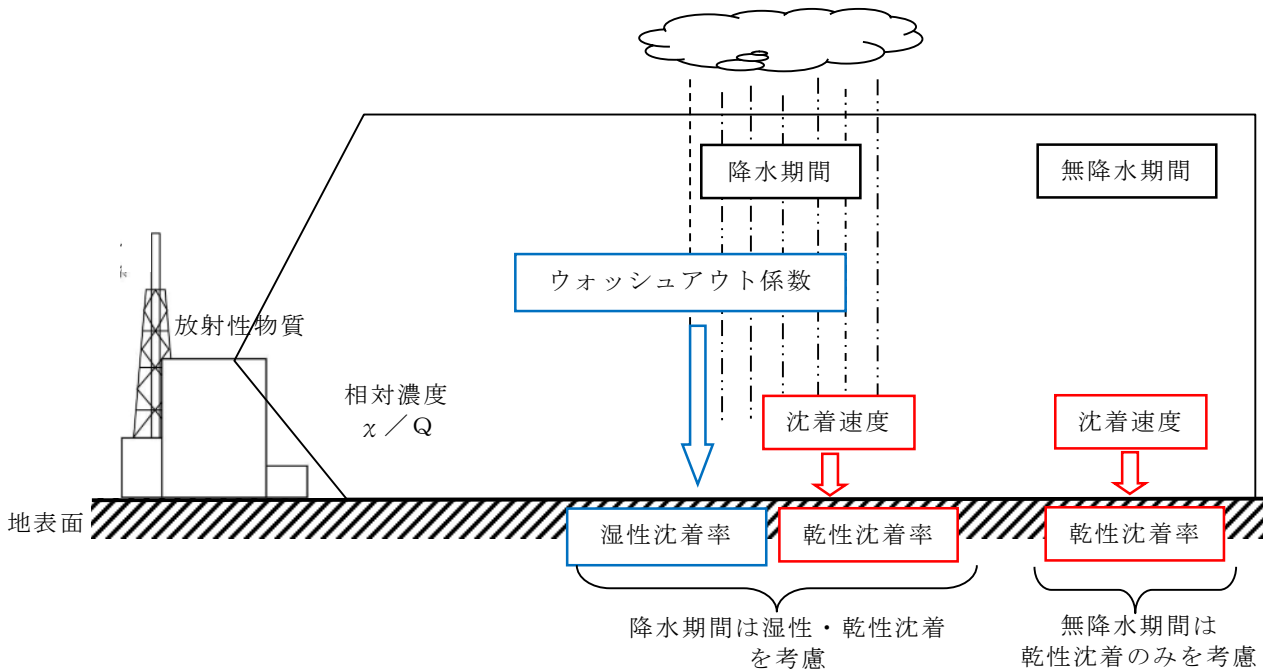 降水期間
無降水期間
ウォッシュアウト係数
放射性物質
相対濃度
χ／Q
沈着速度
沈着速度
地表面
湿性沈着率
乾性沈着率
乾性沈着率
降水期間は湿性・乾性沈着
を考慮
無降水期間は
乾性沈着のみを考慮